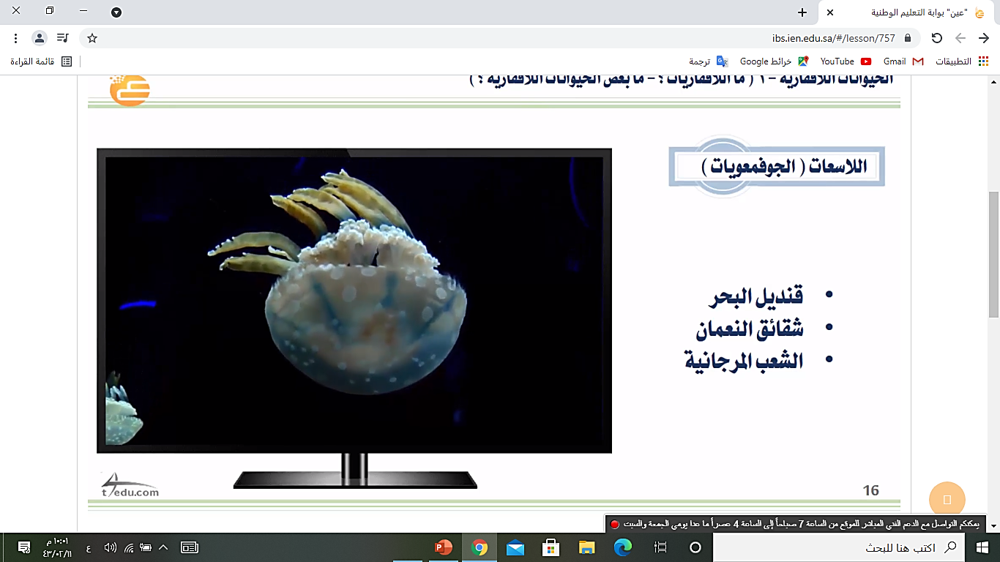 "عين" بوابة التعليم الوطنية
ibs.ien.edu.sa/#/lesson/757
التطبيقات
Gmail
YouTube
خرائط Google
ترجمة
قائمة القراءة
الحيوانات اللافقارية – ١ ( ما اللافقاريات ؟ – ما بعض الحيوانات اللافقارية ؟ )
اللاسعات ( الجوفمعويات )
• قنديل البحر
• شقائق النعمان
• الشعب المرجانية
t4edu.com
16
يمكنكم التواصل مع الدعم الفني المباشر للموقع من الساعة 7 صباحاً إلى الساعة 4 عصراً ما عدا يومي الجمعة والسبت
اكتب هنا للبحث
ع
١٠:٠١ م
٤٣/٠٢/١١